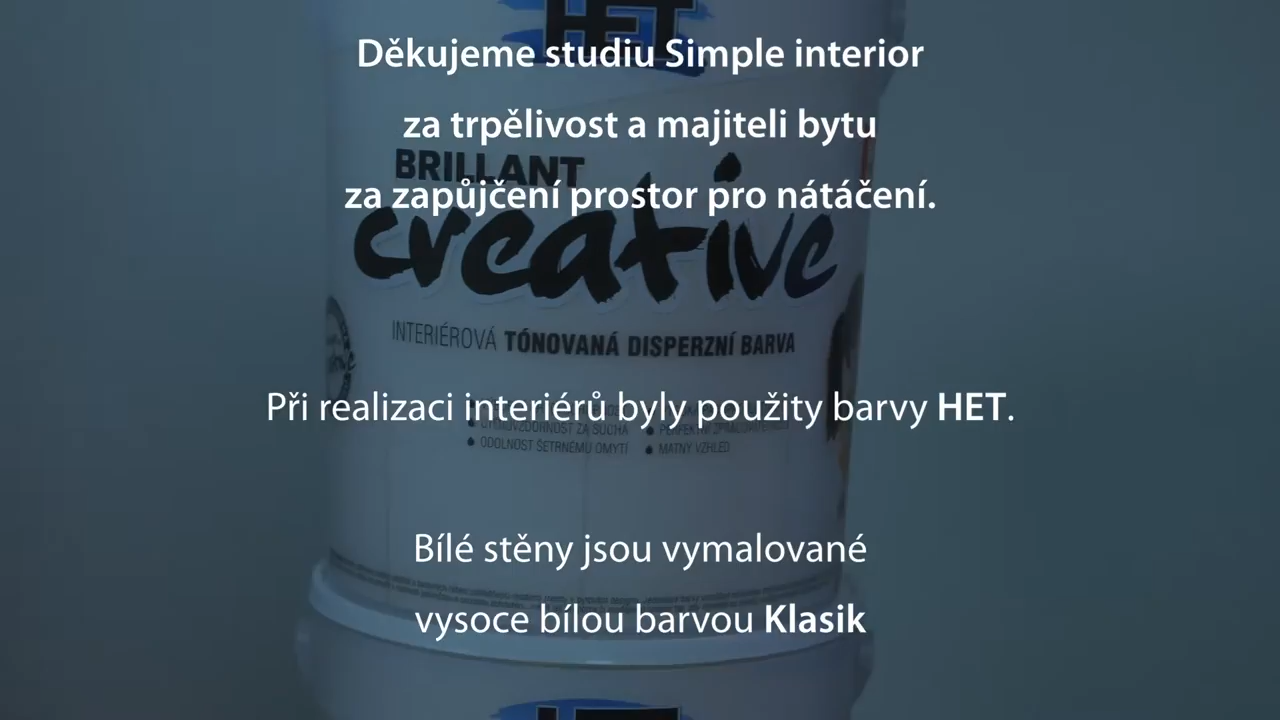 HET
Děkujeme studiu Simple interior
za trpělivost a majiteli bytu
BRILLANT
za zapůjčení prostor pro nátáčení.
creative
INTERIÉROVÁ TÓNOVANÁ DISPERZNÍ BARVA
Při realizaci interiérů byly použity barvy HET.
ODOLNOST ŠETRNÉMU OMYTÍ
MATNÝ VZHLED
Bílé stěny jsou vymalované
vysoce bílou barvou Klasik